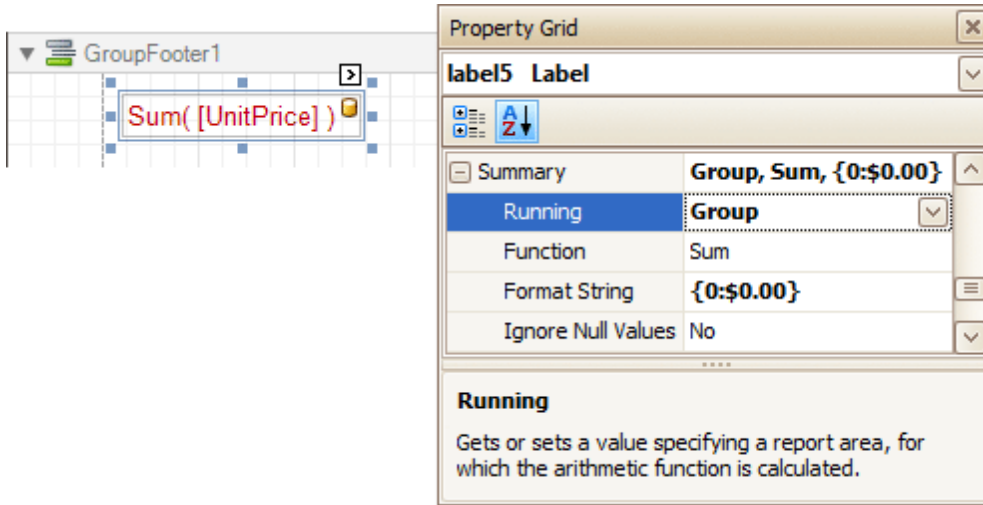 GroupFooter1
Sum( [UnitPrice] )
Property Grid
label5 Label
A
Z
Summary Group, Sum, {0:$0.00}
Running Group
Function Sum
Format String {0:$0.00}
Ignore Null Values No
Running
Gets or sets a value specifying a report area, for
which the arithmetic function is calculated.